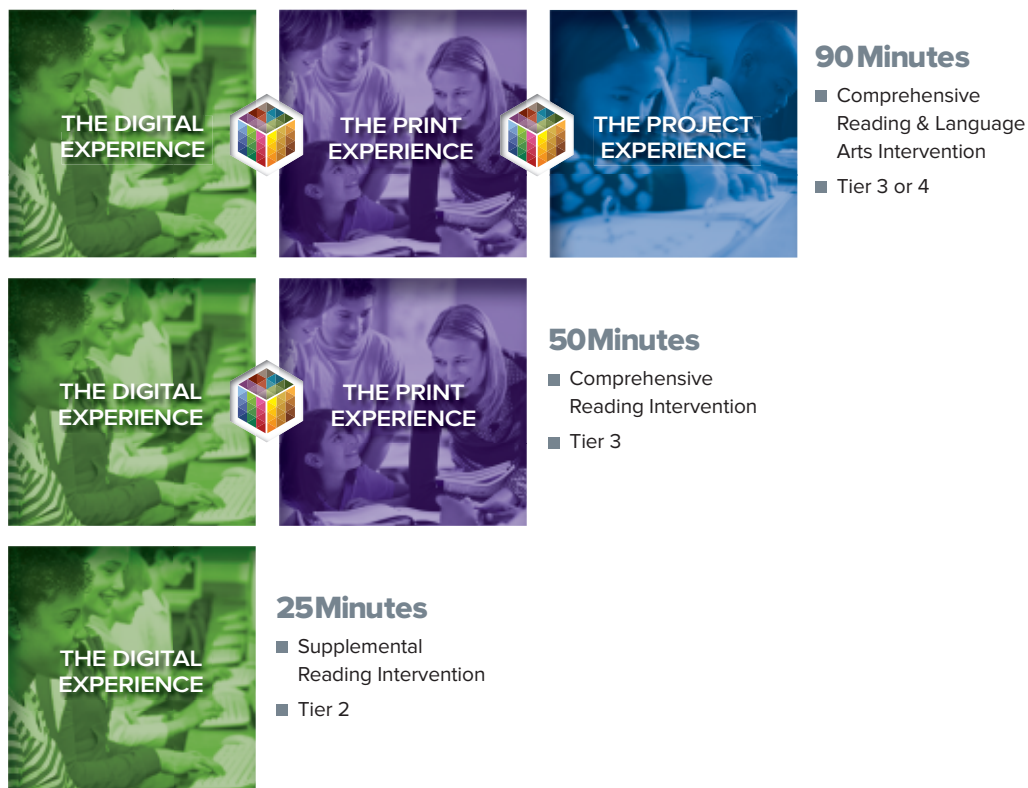 THE DIGITAL
EXPERIENCE
THE PRINT
EXPERIENCE
THE PROJECT
EXPERIENCE
90 Minutes
Comprehensive
Reading & Language
Arts Intervention
Tier 3 or 4
THE DIGITAL
EXPERIENCE
THE PRINT
EXPERIENCE
50 Minutes
Comprehensive
Reading Intervention
Tier 3
THE DIGITAL
EXPERIENCE
25 Minutes
Supplemental
Reading Intervention
Tier 2